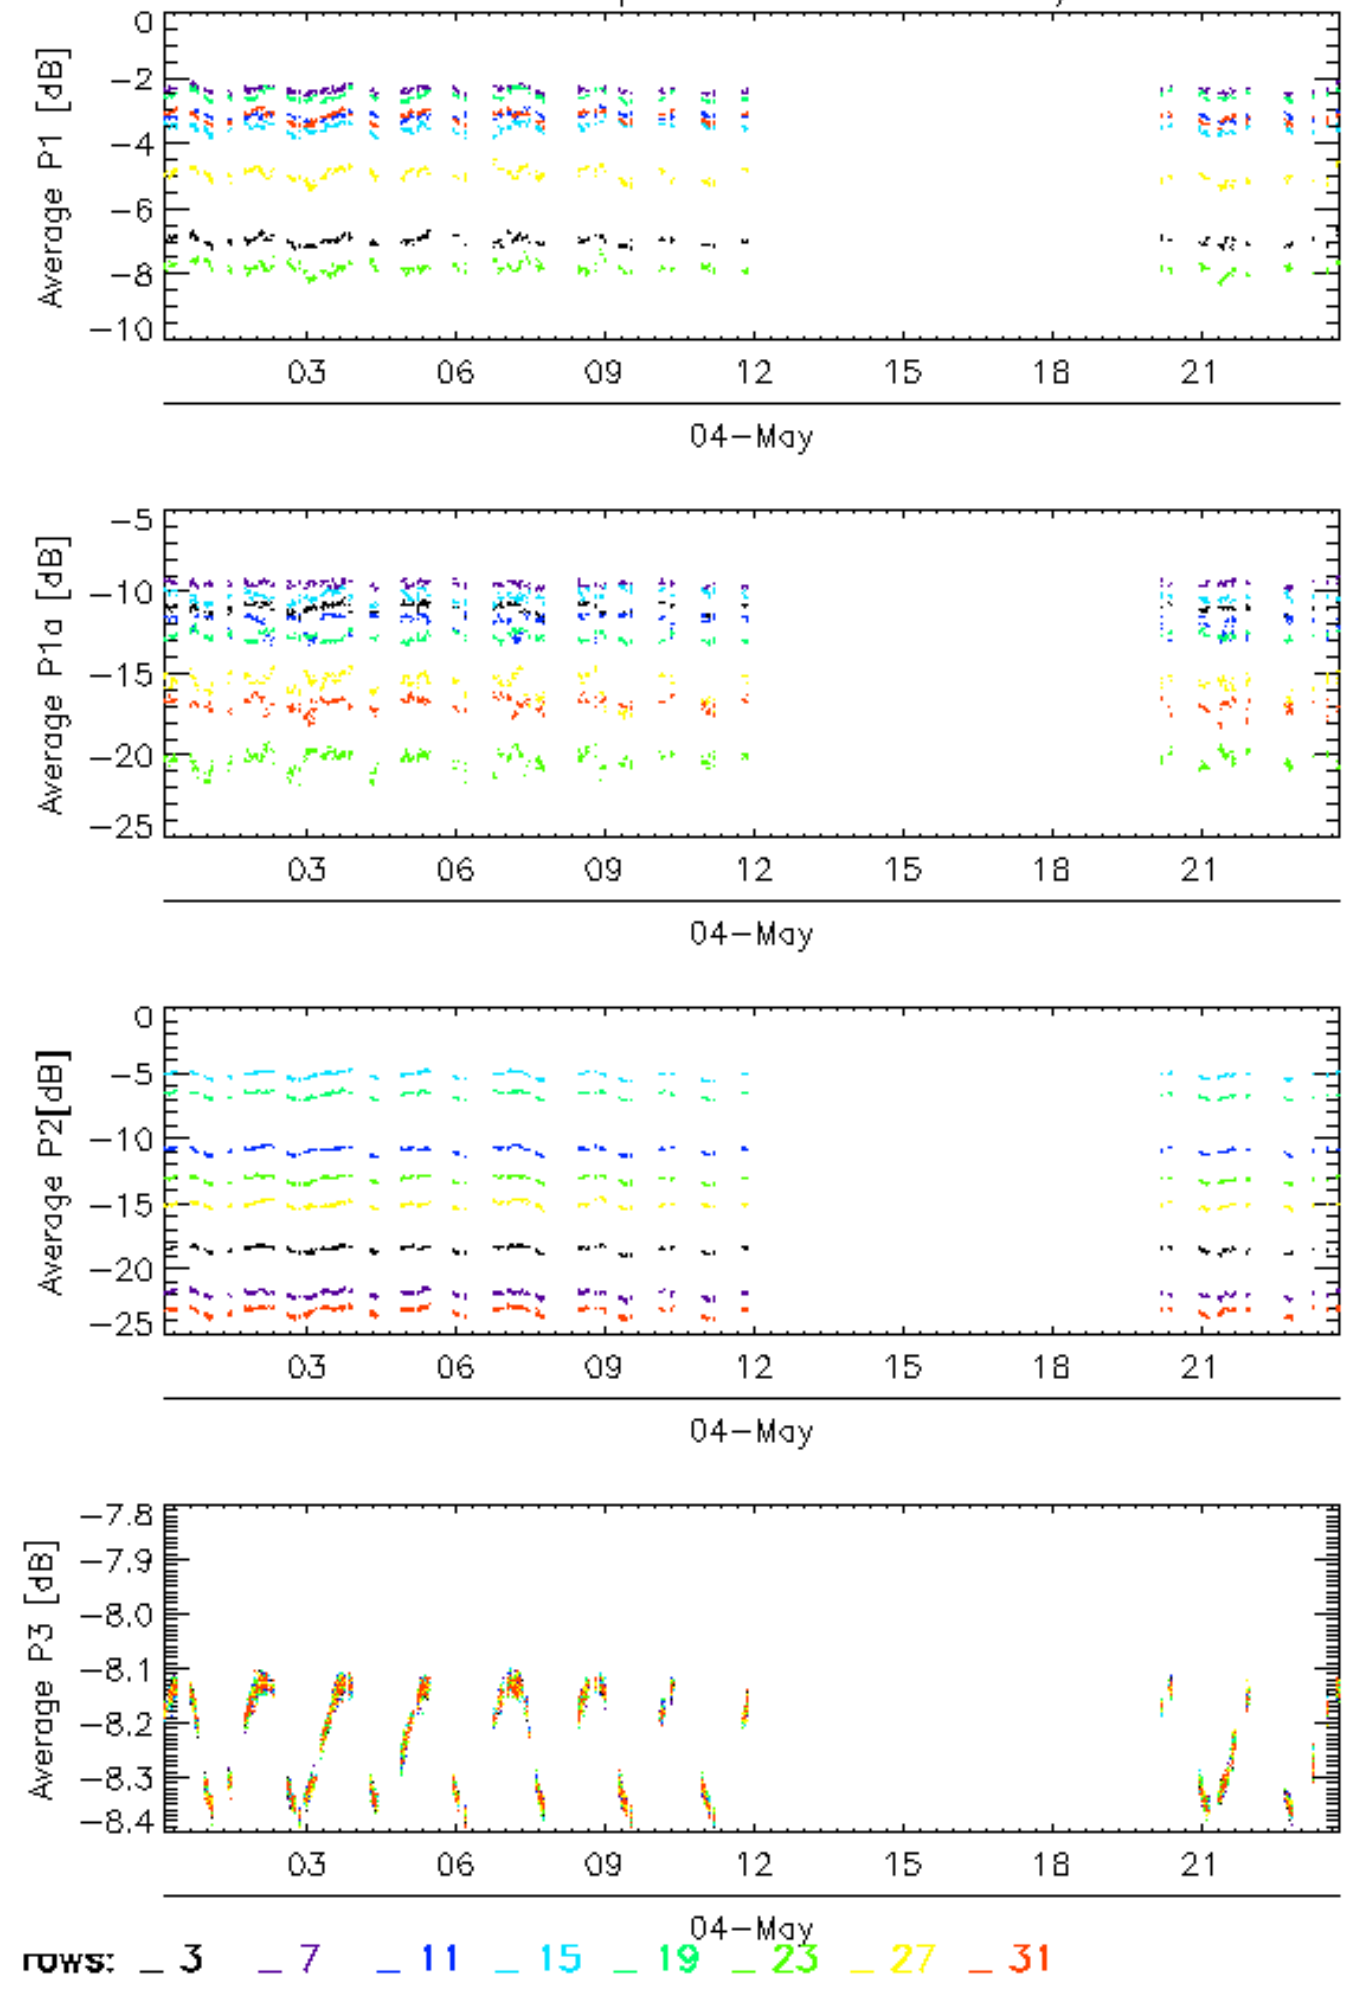 0
−2
−4
−6
−8
−10
Average P1 [dB]
03 06 09 12 15 18 21
04−May
−5
−10
−15
−20
−25
Average P1a [dB]
03 06 09 12 15 18 21
04−May
0
−5
−10
−15
−20
−25
Average P2[dB]
03 06 09 12 15 18 21
04−May
−7.8
−7.9
−8.0
−8.1
−8.2
−8.3
−8.4
Average P3 [dB]
03 06 09 12 15 18 21
04−May
rows: _ 3 _ 7 _ 11 _ 15 _ 19 _ 23 _ 27 _ 31